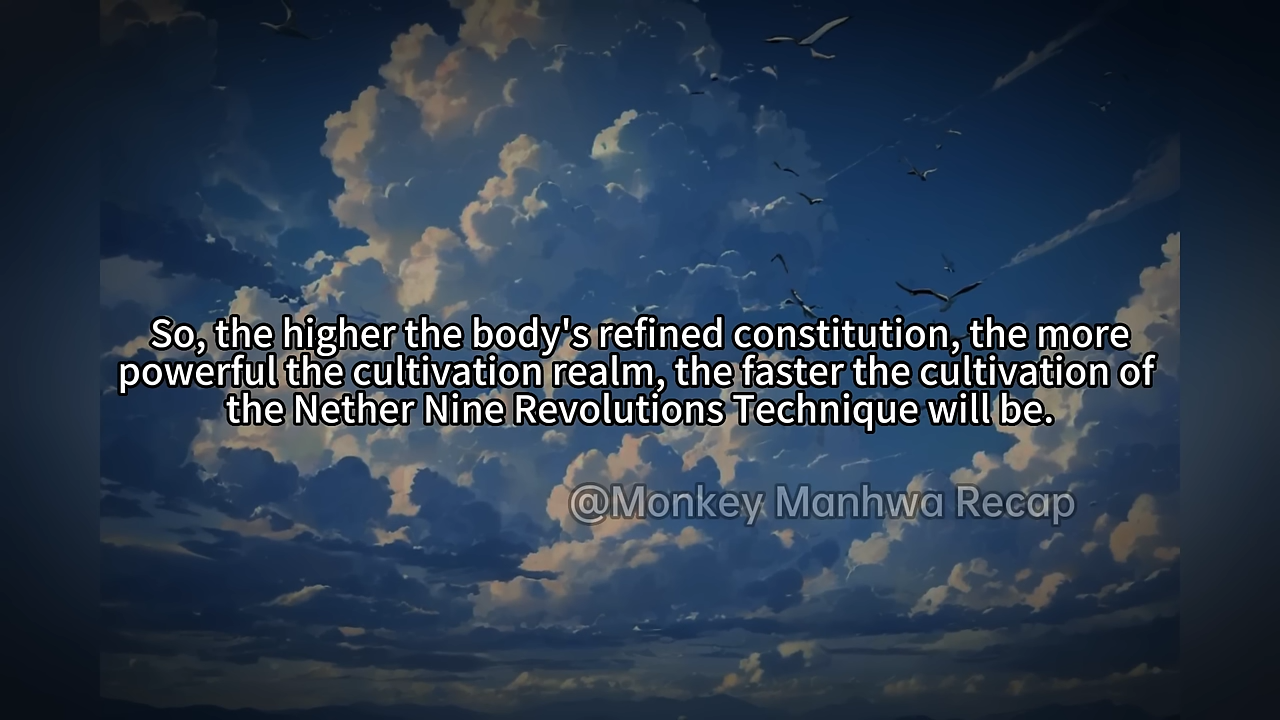 So, the higher the body's refined constitution, the more
powerful the cultivation realm, the faster the cultivation of
the Nether Nine Revolutions Technique will be.
@Monkey Manhwa Recap